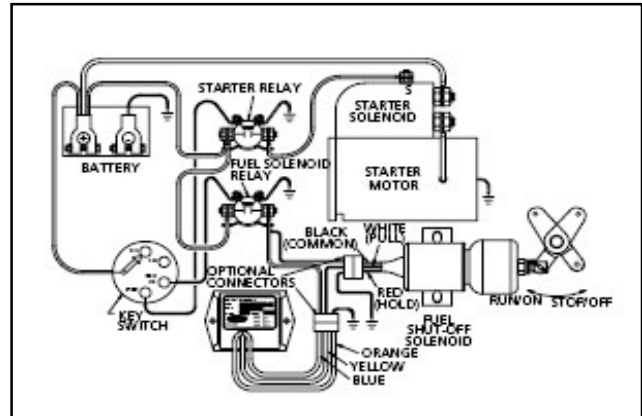 STARTER RELAY
S
STARTER
SOLENOID
BATTERY
FUEL SOLENOID
RELAY
STARTER
MOTOR
BLACK
(COMMON)
WHITE
(PULL)
OPTIONAL
CONNECTORS
RED
(HOLD)
KEY
SWITCH
RUN/ON
STOP/OFF
FUEL
SHUT-OFF
SOLENOID
ORANGE
YELLOW
BLUE